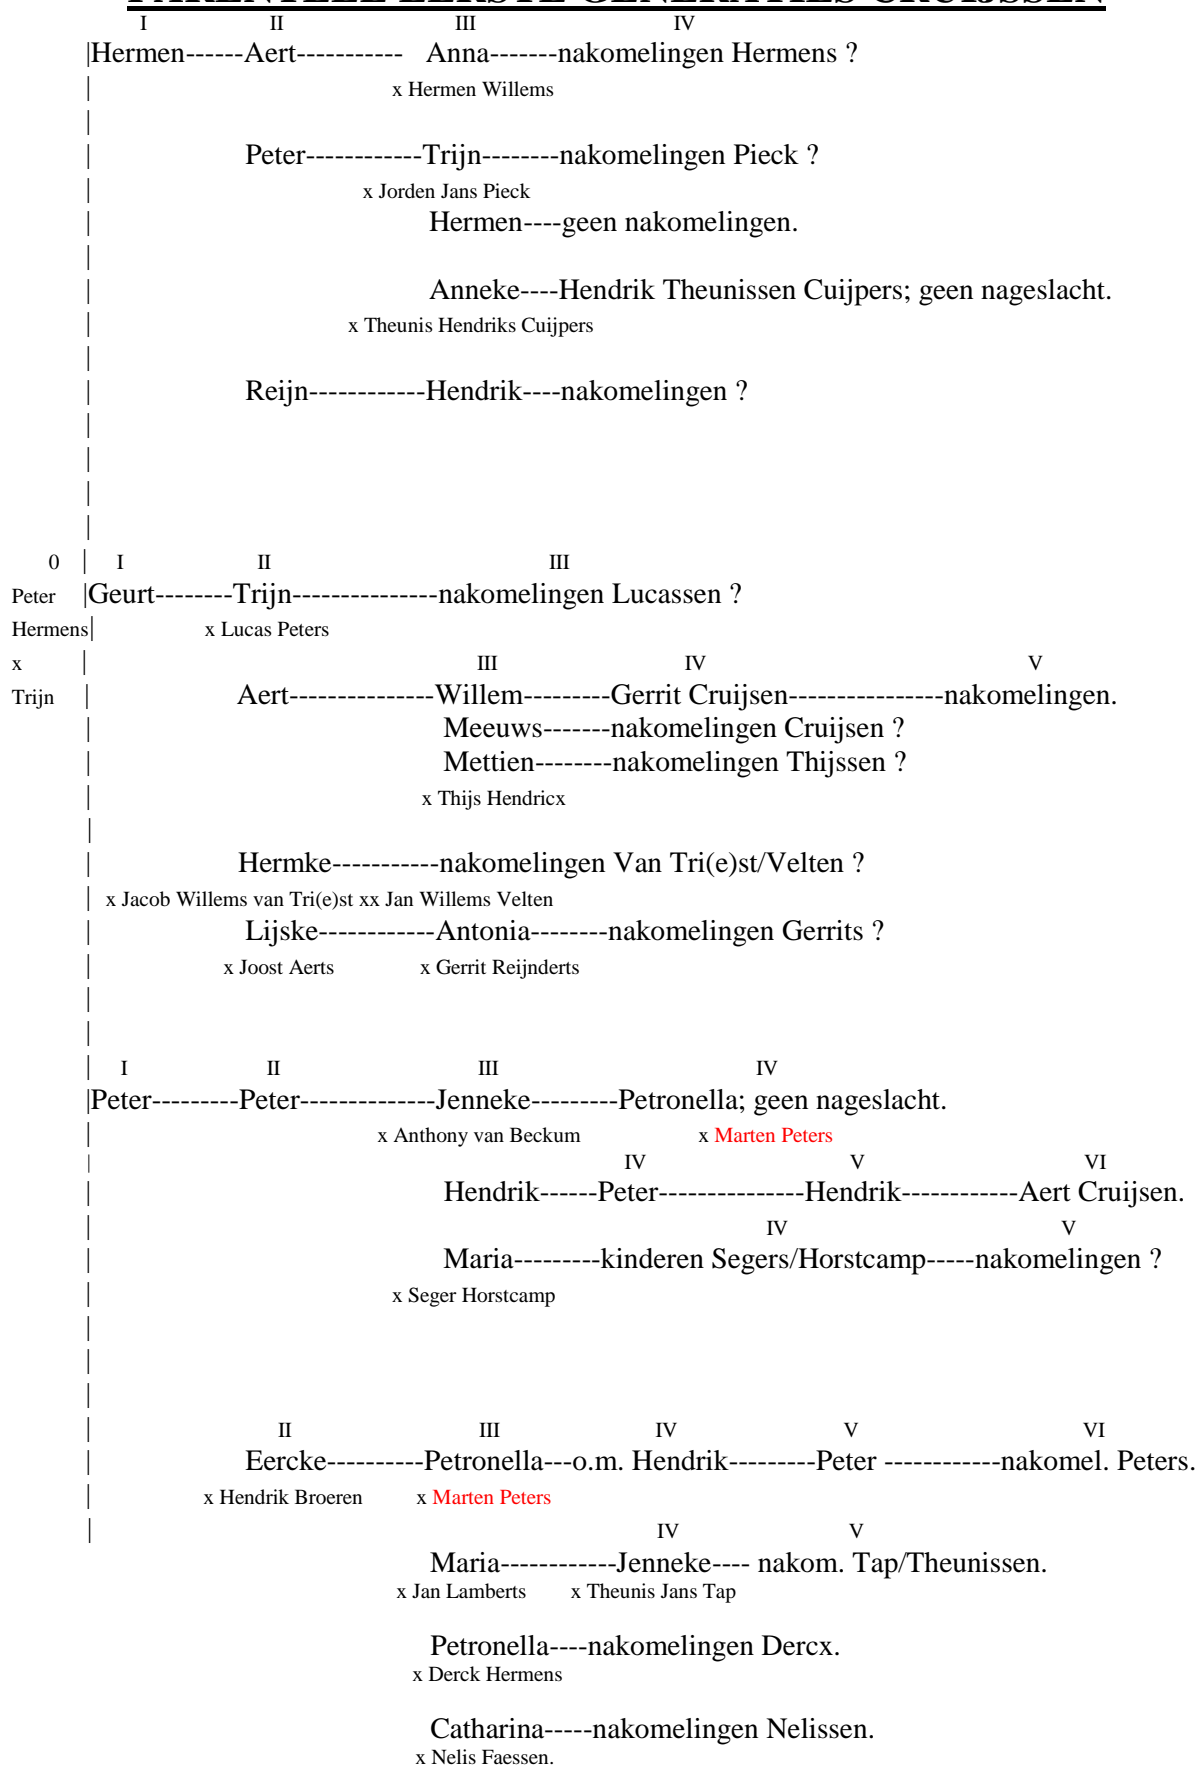 PARENTELE EERSTE GENERATIES CRUIJSSEN
I II III IV
|Hermen------Aert----------- Anna-------nakomelingen Hermens ?
| x Hermen Willems
|
| Peter------------Trijn--------nakomelingen Pieck ?
| x Jorden Jans Pieck
| Hermen----geen nakomelingen.
|
| Anneke----Hendrik Theunissen Cuijpers; geen nageslacht.
| x Theunis Hendriks Cuijpers
|
| Reijn------------Hendrik----nakomelingen ?
|
|
|
|
0 | I II III
Peter |Geurt--------Trijn---------------nakomelingen Lucassen ?
Hermens| x Lucas Peters
x | III IV V
Trijn | Aert---------------Willem---------Gerrit Cruijsen----------------nakomelingen.
| Meeuws-------nakomelingen Cruijsen ?
| Mettien--------nakomelingen Thijssen ?
| x Thijs Hendricx
|
| Hermke-----------nakomelingen Van Tri(e)st/Velten ?
| x Jacob Willems van Tri(e)st xx Jan Willems Velten
| Lijske------------Antonia--------nakomelingen Gerrits ?
| x Joost Aerts x Gerrit Reijnderts
|
|
| I II III IV
|Peter---------Peter--------------Jenneke---------Petronella; geen nageslacht.
| x Anthony van Beckum x Marten Peters
| IV V VI
| Hendrik------Peter---------------Hendrik------------Aert Cruijsen.
| IV V
| Maria---------kinderen Segers/Horstcamp-----nakomelingen ?
| x Seger Horstcamp
|
|
|
| II III IV V VI
| Eercke----------Petronella---o.m. Hendrik---------Peter ------------nakomel. Peters.
| x Hendrik Broeren x Marten Peters
| IV V
Maria------------Jenneke---- nakom. Tap/Theunissen.
x Jan Lamberts x Theunis Jans Tap
Petronella----nakomelingen Dercx.
x Derck Hermens
Catharina-----nakomelingen Nelissen.
x Nelis Faessen.